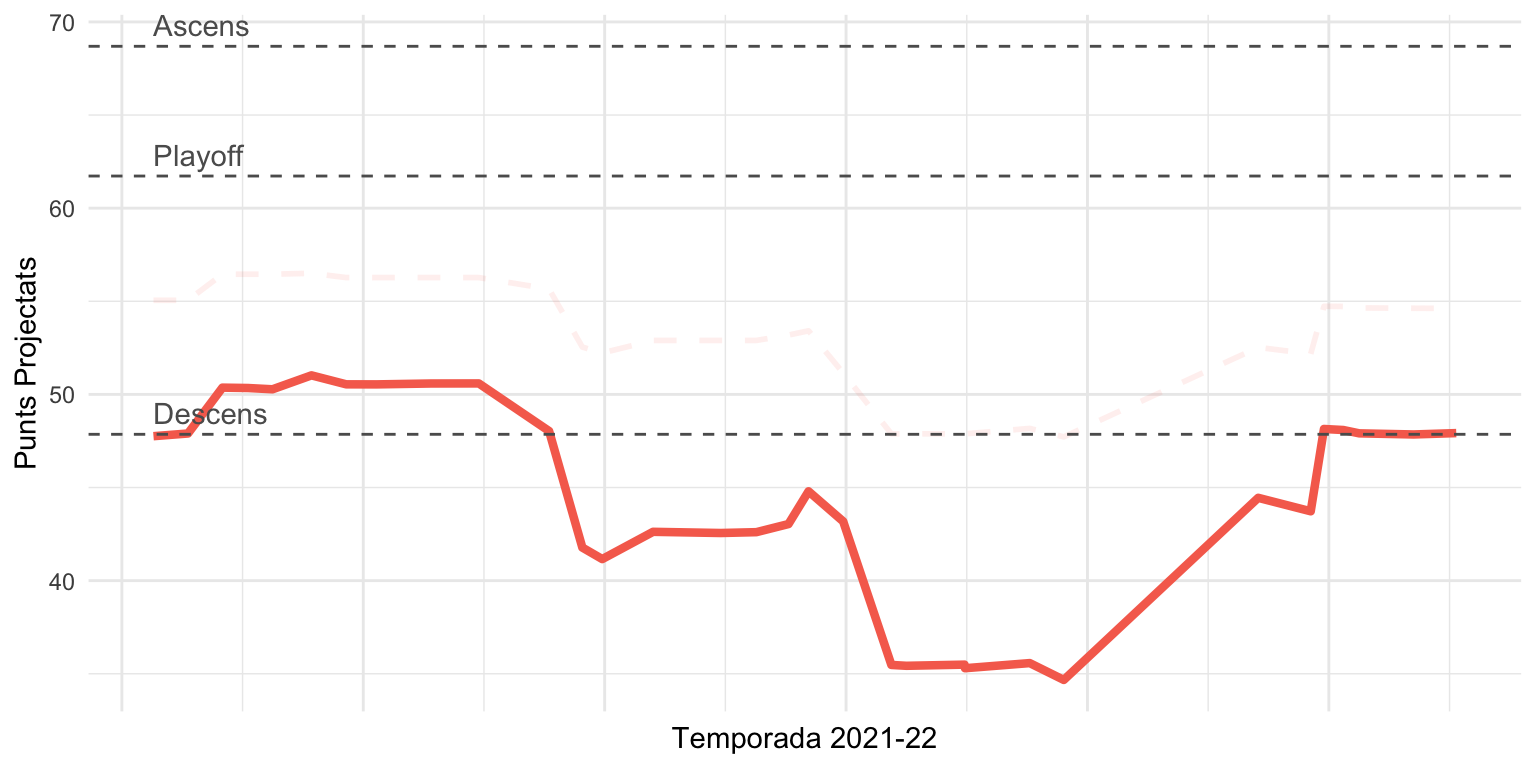 70
Ascens
Playoff
60
50
Descens
40
Punts Projectats
Temporada 2021-22